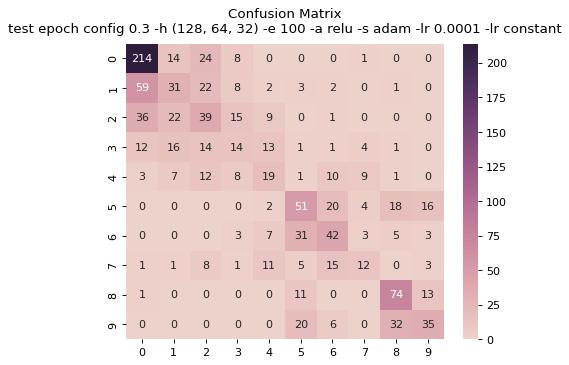 Confusion Matrix
test epoch config 0.3 -h (128, 64, 32) -e 100 -a relu -s adam -lr 0.0001 -lr constant
0 214 14 24 8 0 0 0 1 0 0
1 59 31 22 8 2 3 2 0 1 0
2 36 22 39 15 9 0 1 0 0 0
3 12 16 14 14 13 1 1 4 1 0
4 3 7 12 8 19 1 10 9 1 0
5 0 0 0 0 2 51 20 4 18 16
6 0 0 0 3 7 31 42 3 5 3
7 1 1 8 1 11 5 15 12 0 3
8 1 0 0 0 0 11 0 0 74 13
9 0 0 0 0 0 20 6 0 32 35
0 1 2 3 4 5 6 7 8 9
200
175
150
125
100
75
50
25
0